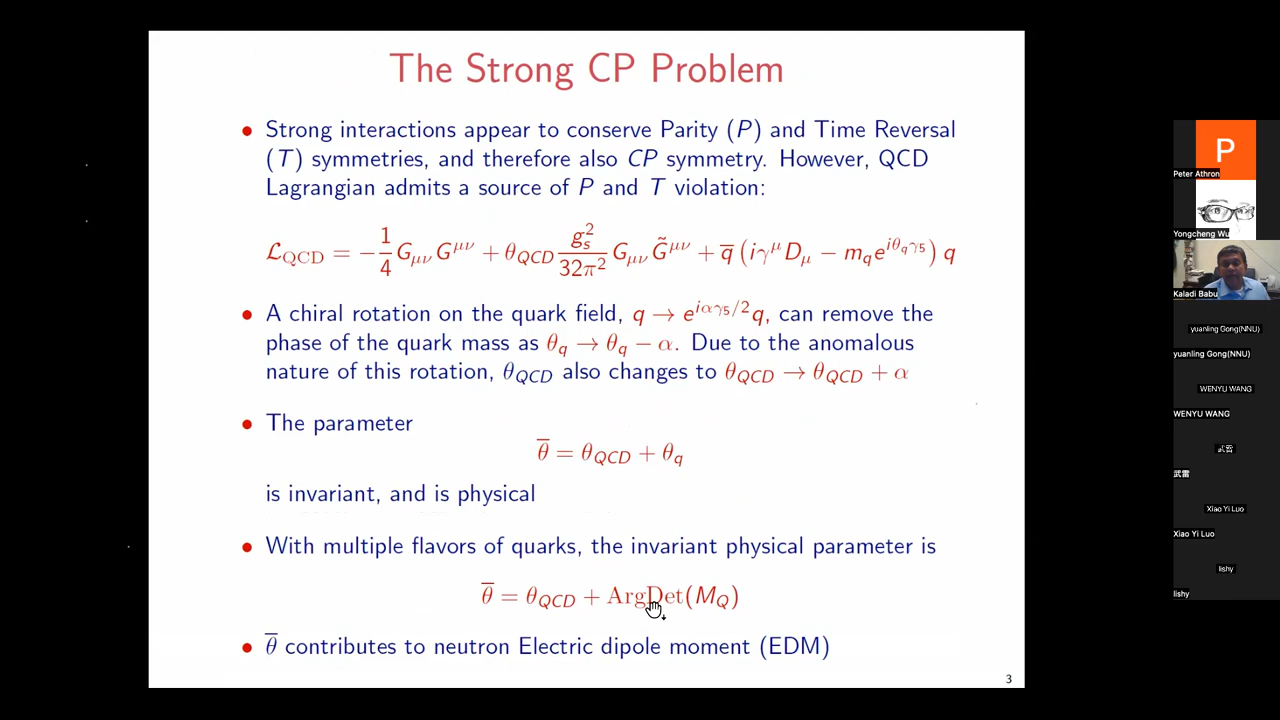 The Strong CP Problem
• Strong interactions appear to conserve Parity (P) and Time Reversal
(T) symmetries, and therefore also CP symmetry. However, QCD
Lagrangian admits a source of P and T violation:
ℒ_QCD = −1/4 G_μν G^μν + θ_QCD g_s²/32π² G_μν G̃^μν + q̅ (iγ^μ D_μ − m_q e^{iθ_q γ_5}) q
• A chiral rotation on the quark field, q → e^{iαγ_5/2} q, can remove the
phase of the quark mass as θ_q → θ_q − α. Due to the anomalous
nature of this rotation, θ_QCD also changes to θ_QCD → θ_QCD + α
• The parameter
θ̅ = θ_QCD + θ_q
is invariant, and is physical
• With multiple flavors of quarks, the invariant physical parameter is
θ̅ = θ_QCD + ArgDet(M_Q)
• θ̅ contributes to neutron Electric dipole moment (EDM)
3
P
Peter Athron
Yongcheng Wu
Kaladi Babu
yuanling Gong(NNU)
yuanling Gong(NNU)
WENYU WANG
WENYU WANG
武雷
武雷
Xiao Yi Luo
Xiao Yi Luo
lishy
lishy